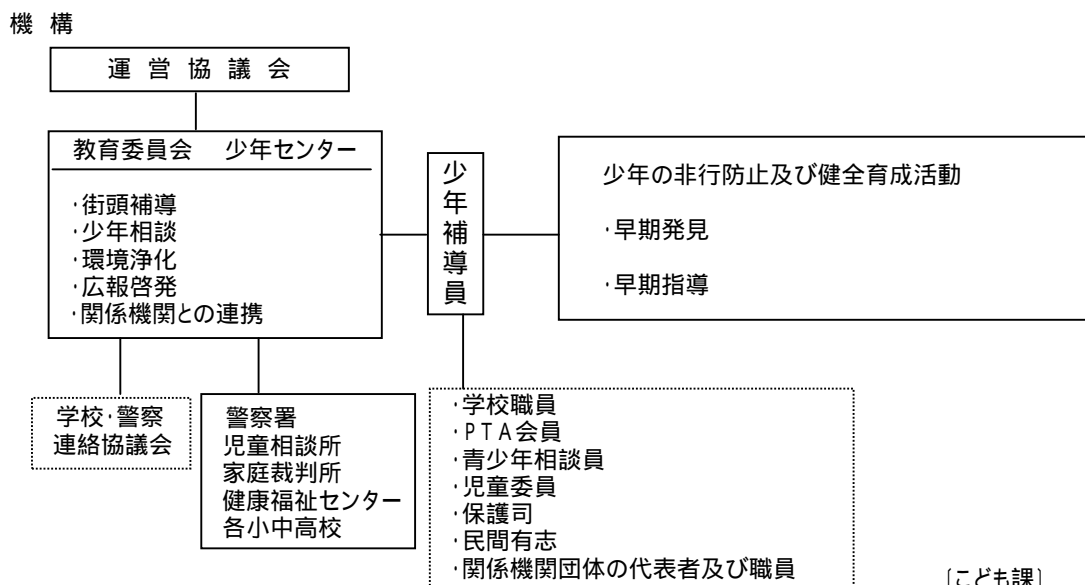 機 構
運 営 協 議 会
教育委員会　少年センター
・街頭補導
・少年相談
・環境浄化
・広報啓発
・関係機関との連携
少年補導員
少年の非行防止及び健全育成活動
・早期発見
・早期指導
学校・警察
連絡協議会
警察署
児童相談所
家庭裁判所
健康福祉センター
各小中高校
・学校職員
・ＰＴＡ会員
・青少年相談員
・児童委員
・保護司
・民間有志
・関係機関団体の代表者及び職員
〔こども課〕